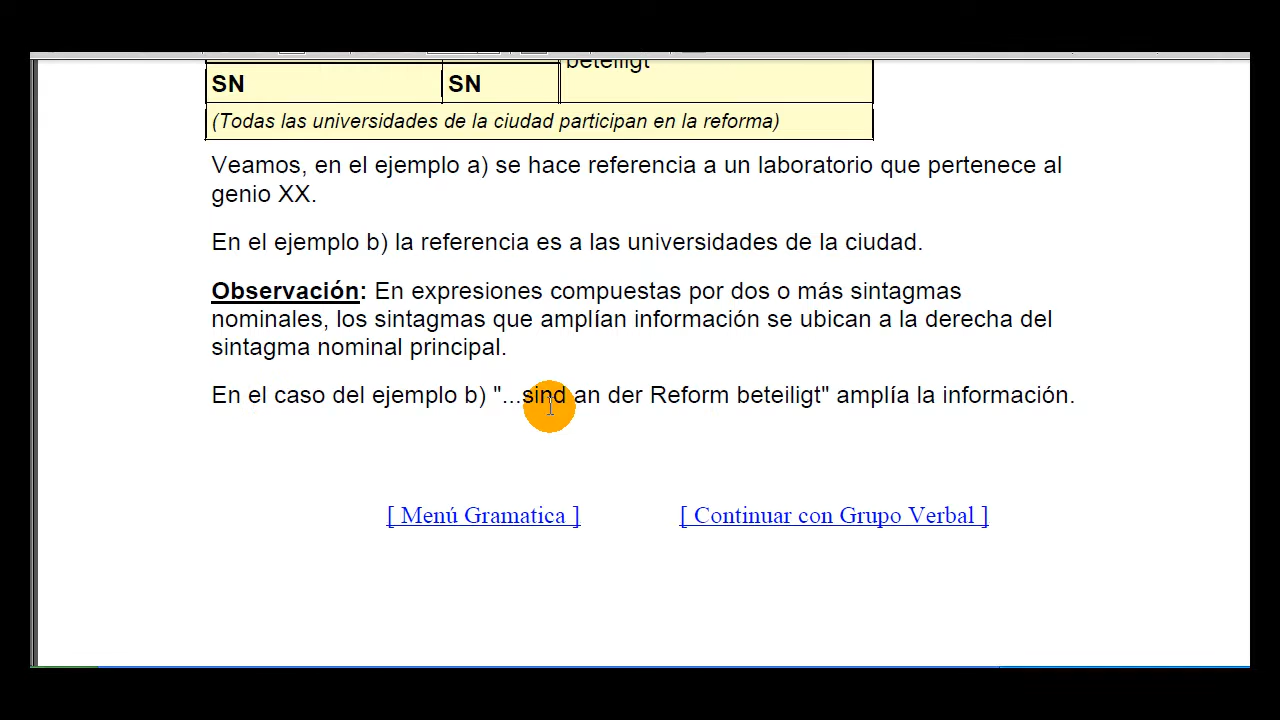 beteiligt
SN SN
(Todas las universidades de la ciudad participan en la reforma)
Veamos, en el ejemplo a) se hace referencia a un laboratorio que pertenece al
genio XX.
En el ejemplo b) la referencia es a las universidades de la ciudad.
Observación: En expresiones compuestas por dos o más sintagmas
nominales, los sintagmas que amplían información se ubican a la derecha del
sintagma nominal principal.
En el caso del ejemplo b) "...sind an der Reform beteiligt" amplía la información.
[ Menú Gramatica ] [ Continuar con Grupo Verbal ]